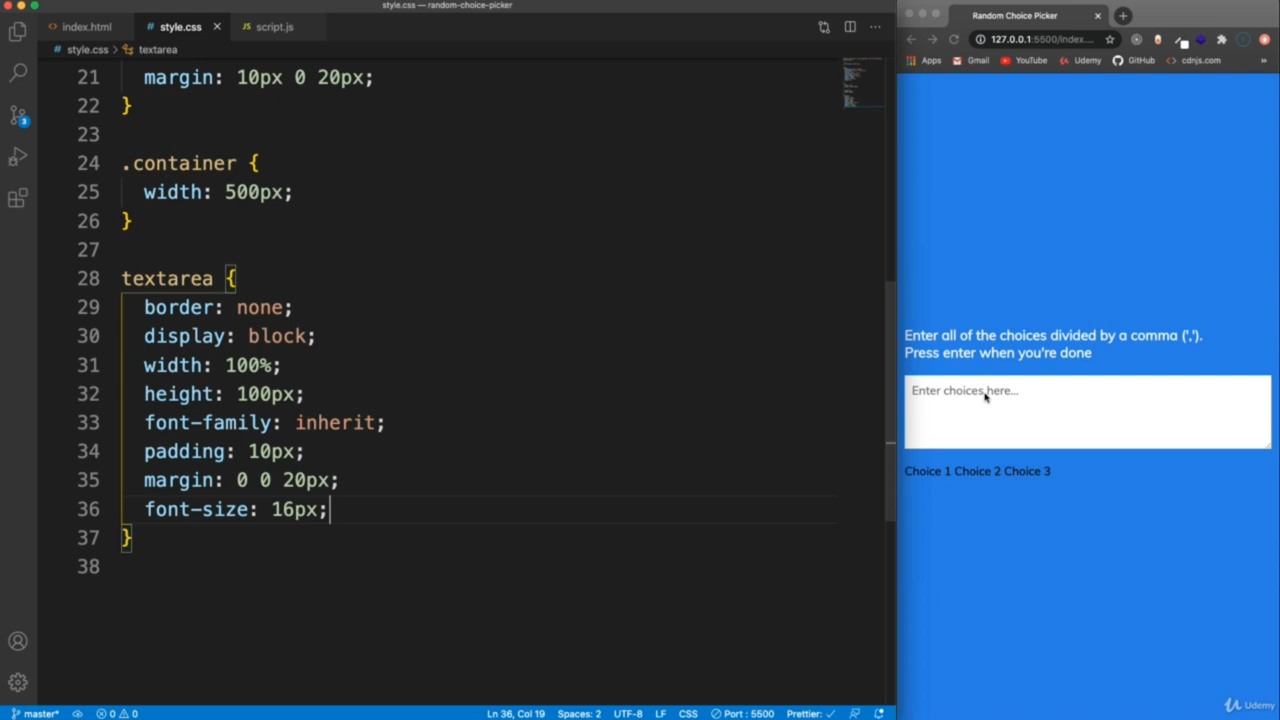 style.css — random-choice-picker
index.html
style.css
script.js
style.css > textarea
21 margin: 10px 0 20px;
22 }
23
24 .container {
25 width: 500px;
26 }
27
28 textarea {
29 border: none;
30 display: block;
31 width: 100%;
32 height: 100px;
33 font-family: inherit;
34 padding: 10px;
35 margin: 0 0 20px;
36 font-size: 16px;
37 }
38
3
master* 0 0 Ln 36, Col 19 Spaces: 2 UTF-8 LF CSS Port : 5500 Prettier: ✓
Random Choice Picker
127.0.0.1:5500/index....
Apps Gmail YouTube Udemy GitHub cdnjs.com »
Enter all of the choices divided by a comma (',').
Press enter when you're done
Enter choices here...
Choice 1 Choice 2 Choice 3
Udemy